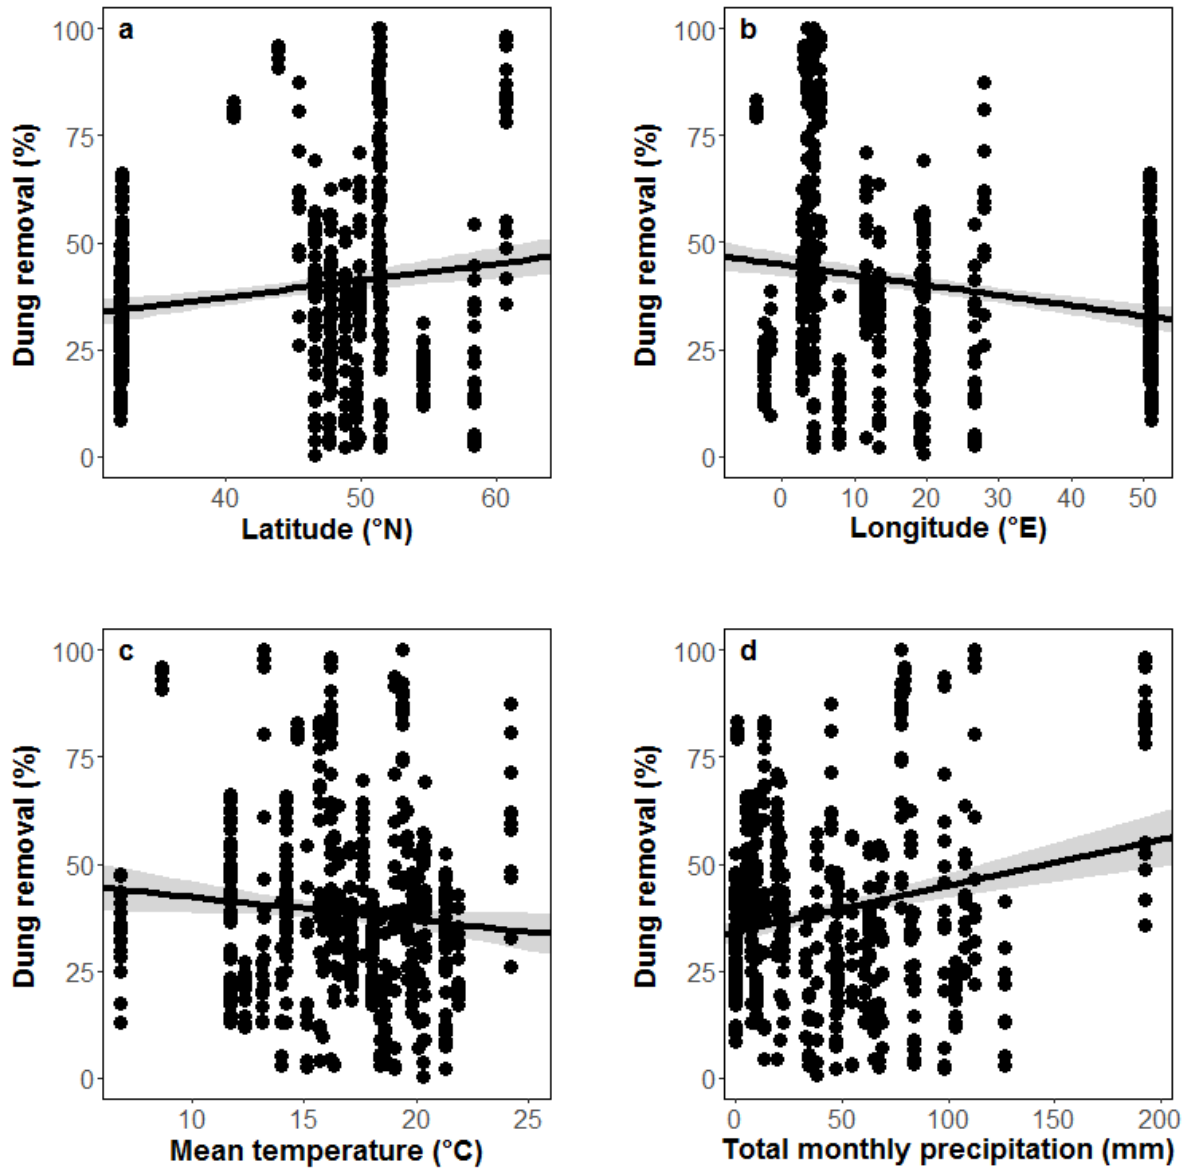 a
Dung removal (%)
100
75
50
25
0
40 50 60
Latitude (°N)
b
Dung removal (%)
100
75
50
25
0
0 10 20 30 40 50
Longitude (°E)
c
Dung removal (%)
100
75
50
25
0
10 15 20 25
Mean temperature (°C)
d
Dung removal (%)
100
75
50
25
0
0 50 100 150 200
Total monthly precipitation (mm)